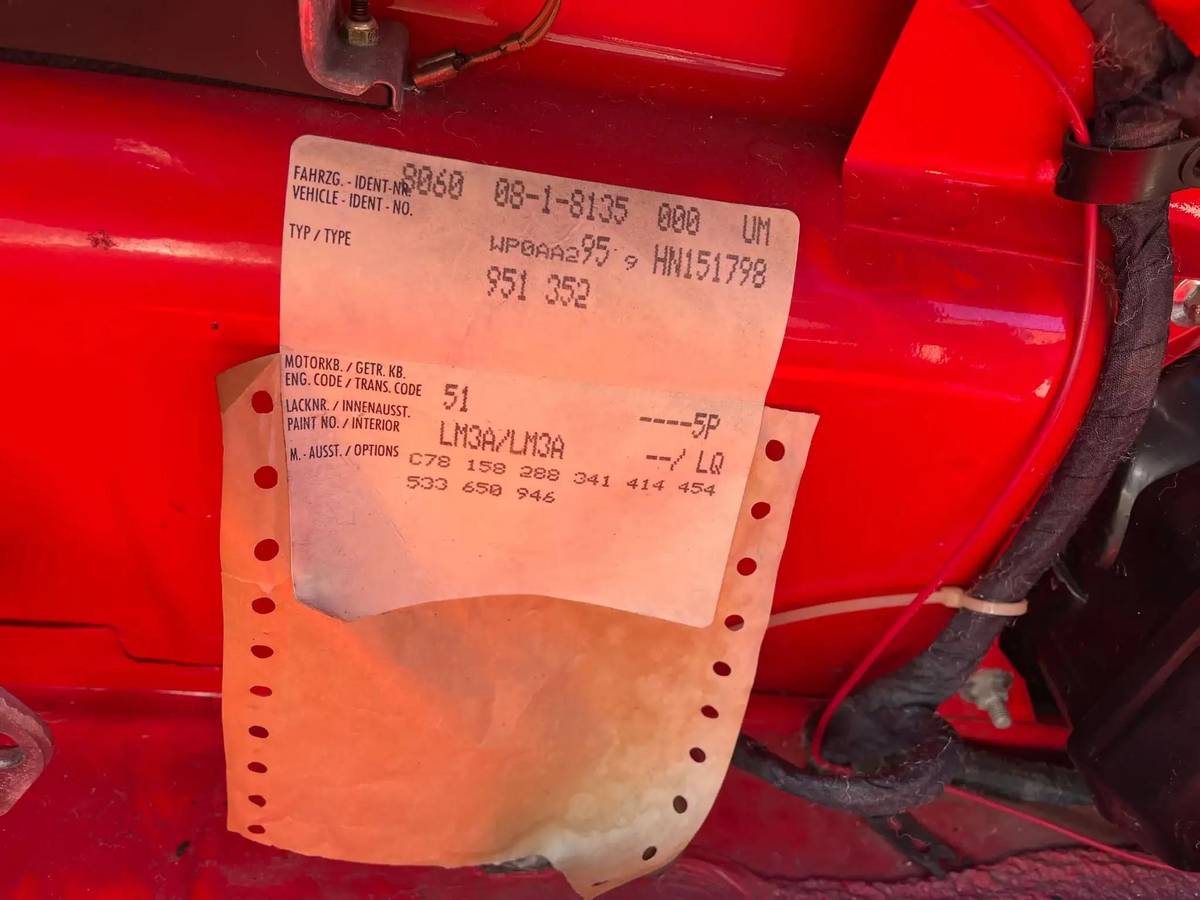 FAHRZG. - IDENT-NR. 8060 08-1-8135 000 UM
VEHICLE - IDENT - NO.
WP0AA295 9 HN151798
TYP / TYPE 951 352
MOTORKB. / GETR. KB.
ENG. CODE / TRANS. CODE 51 ----5P
LACKNR. / INNENAUSST.
PAINT NO. / INTERIOR LM3A/LM3A --/ LQ
M. - AUSST. / OPTIONS C78 158 288 341 414 454
533 650 946